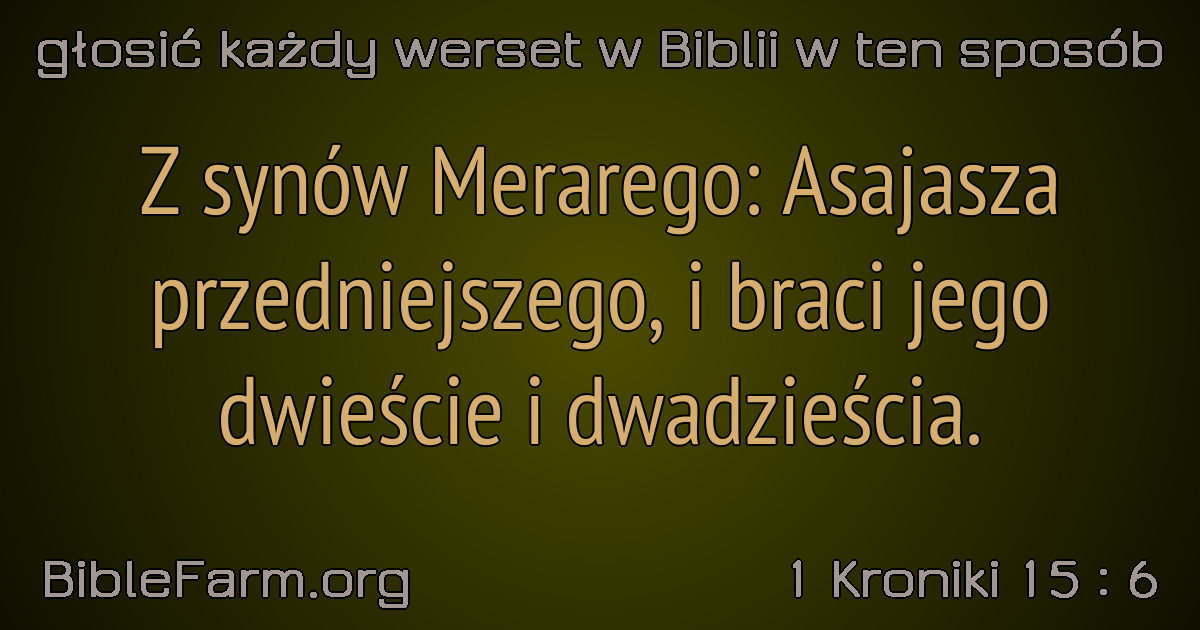 głosić każdy werset w Biblii w ten sposób
Z synów Merarego: Asajasza
przedniejszego, i braci jego
dwieście i dwadzieścia.
BibleFarm.org
1 Kroniki 15 : 6